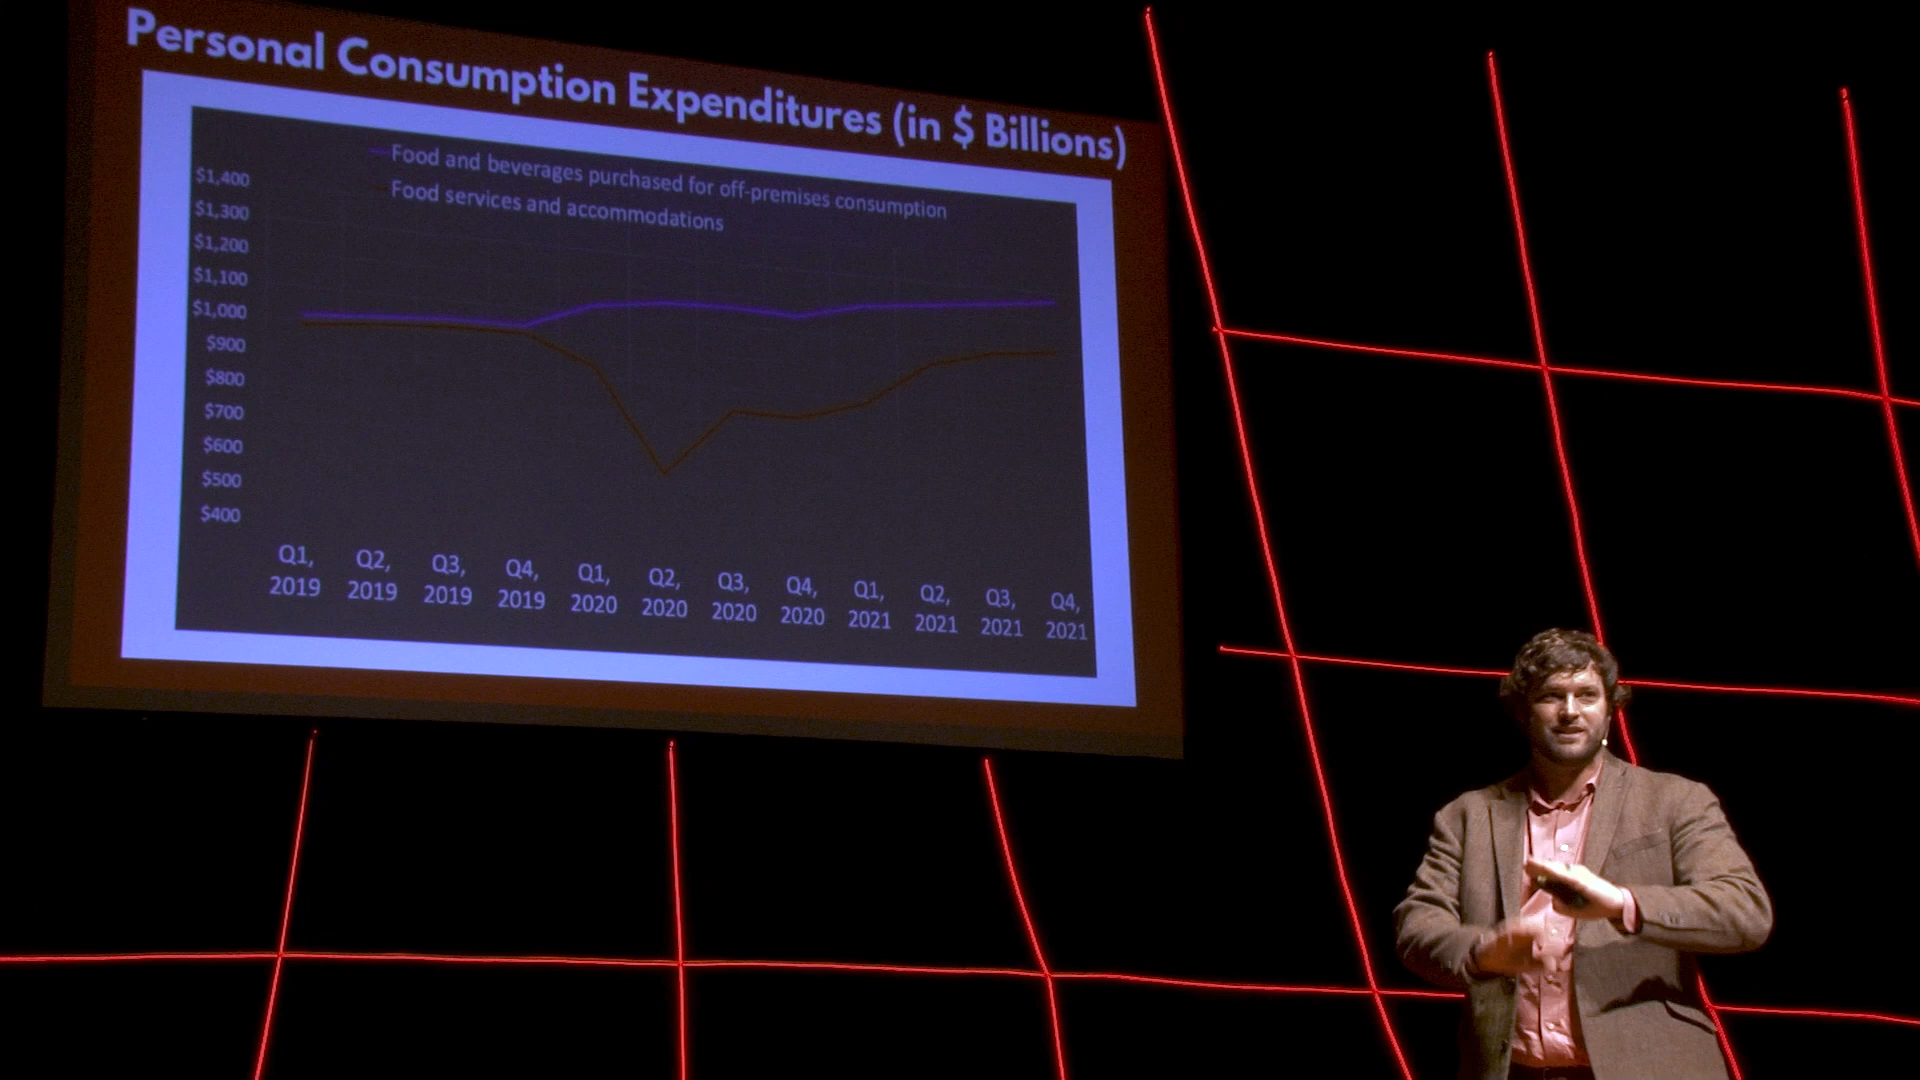 Personal Consumption Expenditures (in $ Billions)
Food and beverages purchased for off-premises consumption
Food services and accommodations
$1,400
$1,300
$1,200
$1,100
$1,000
$900
$800
$700
$600
$500
$400
Q1, 2019
Q2, 2019
Q3, 2019
Q4, 2019
Q1, 2020
Q2, 2020
Q3, 2020
Q4, 2020
Q1, 2021
Q2, 2021
Q3, 2021
Q4, 2021